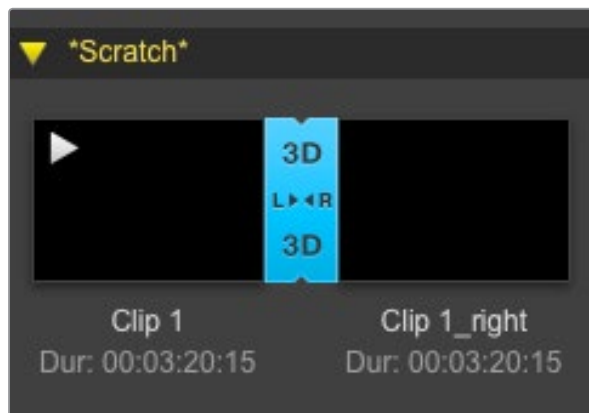 *Scratch*
3D
L R
3D
Clip 1 Clip 1_right
Dur: 00:03:20:15 Dur: 00:03:20:15